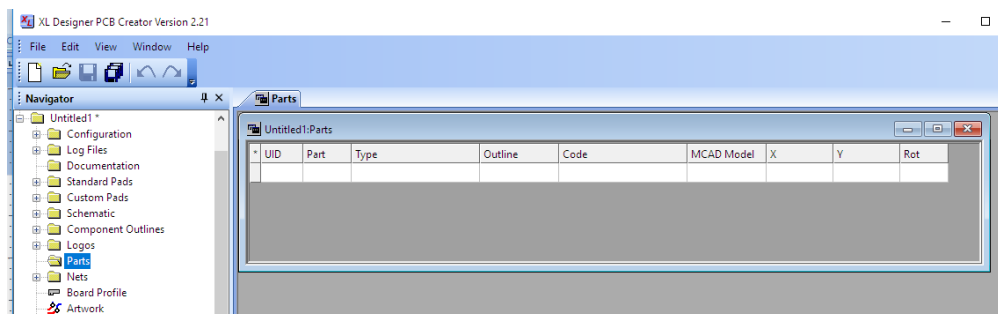 XL XL Designer PCB Creator Version 2.21
File Edit View Window Help
Navigator
Parts
Untitled1 *
Configuration
Log Files
Documentation
Standard Pads
Custom Pads
Schematic
Component Outlines
Logos
Parts
Nets
Board Profile
Artwork
Untitled1:Parts
* UID Part Type Outline Code MCAD Model X Y Rot